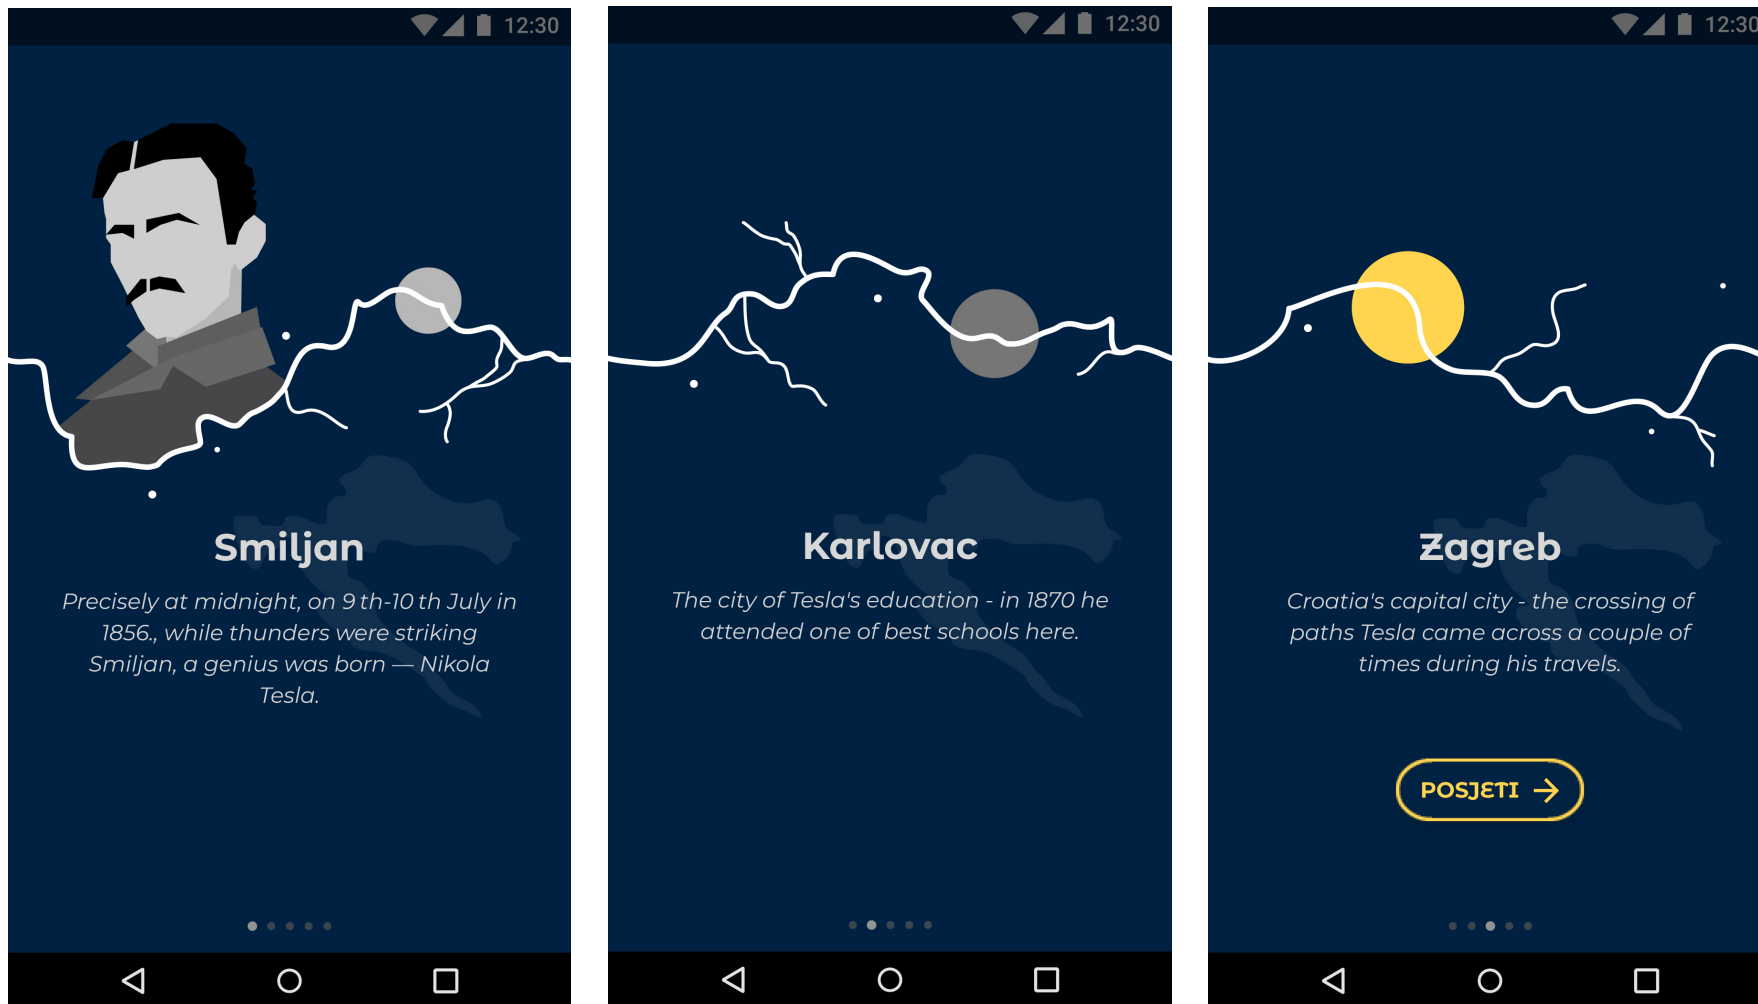 12:30
Smiljan
Precisely at midnight, on 9 th-10 th July in
1856., while thunders were striking
Smiljan, a genius was born — Nikola
Tesla.
12:30
Karlovac
The city of Tesla's education - in 1870 he
attended one of best schools here.
12:30
Zagreb
Croatia's capital city - the crossing of
paths Tesla came across a couple of
times during his travels.
POSJETI